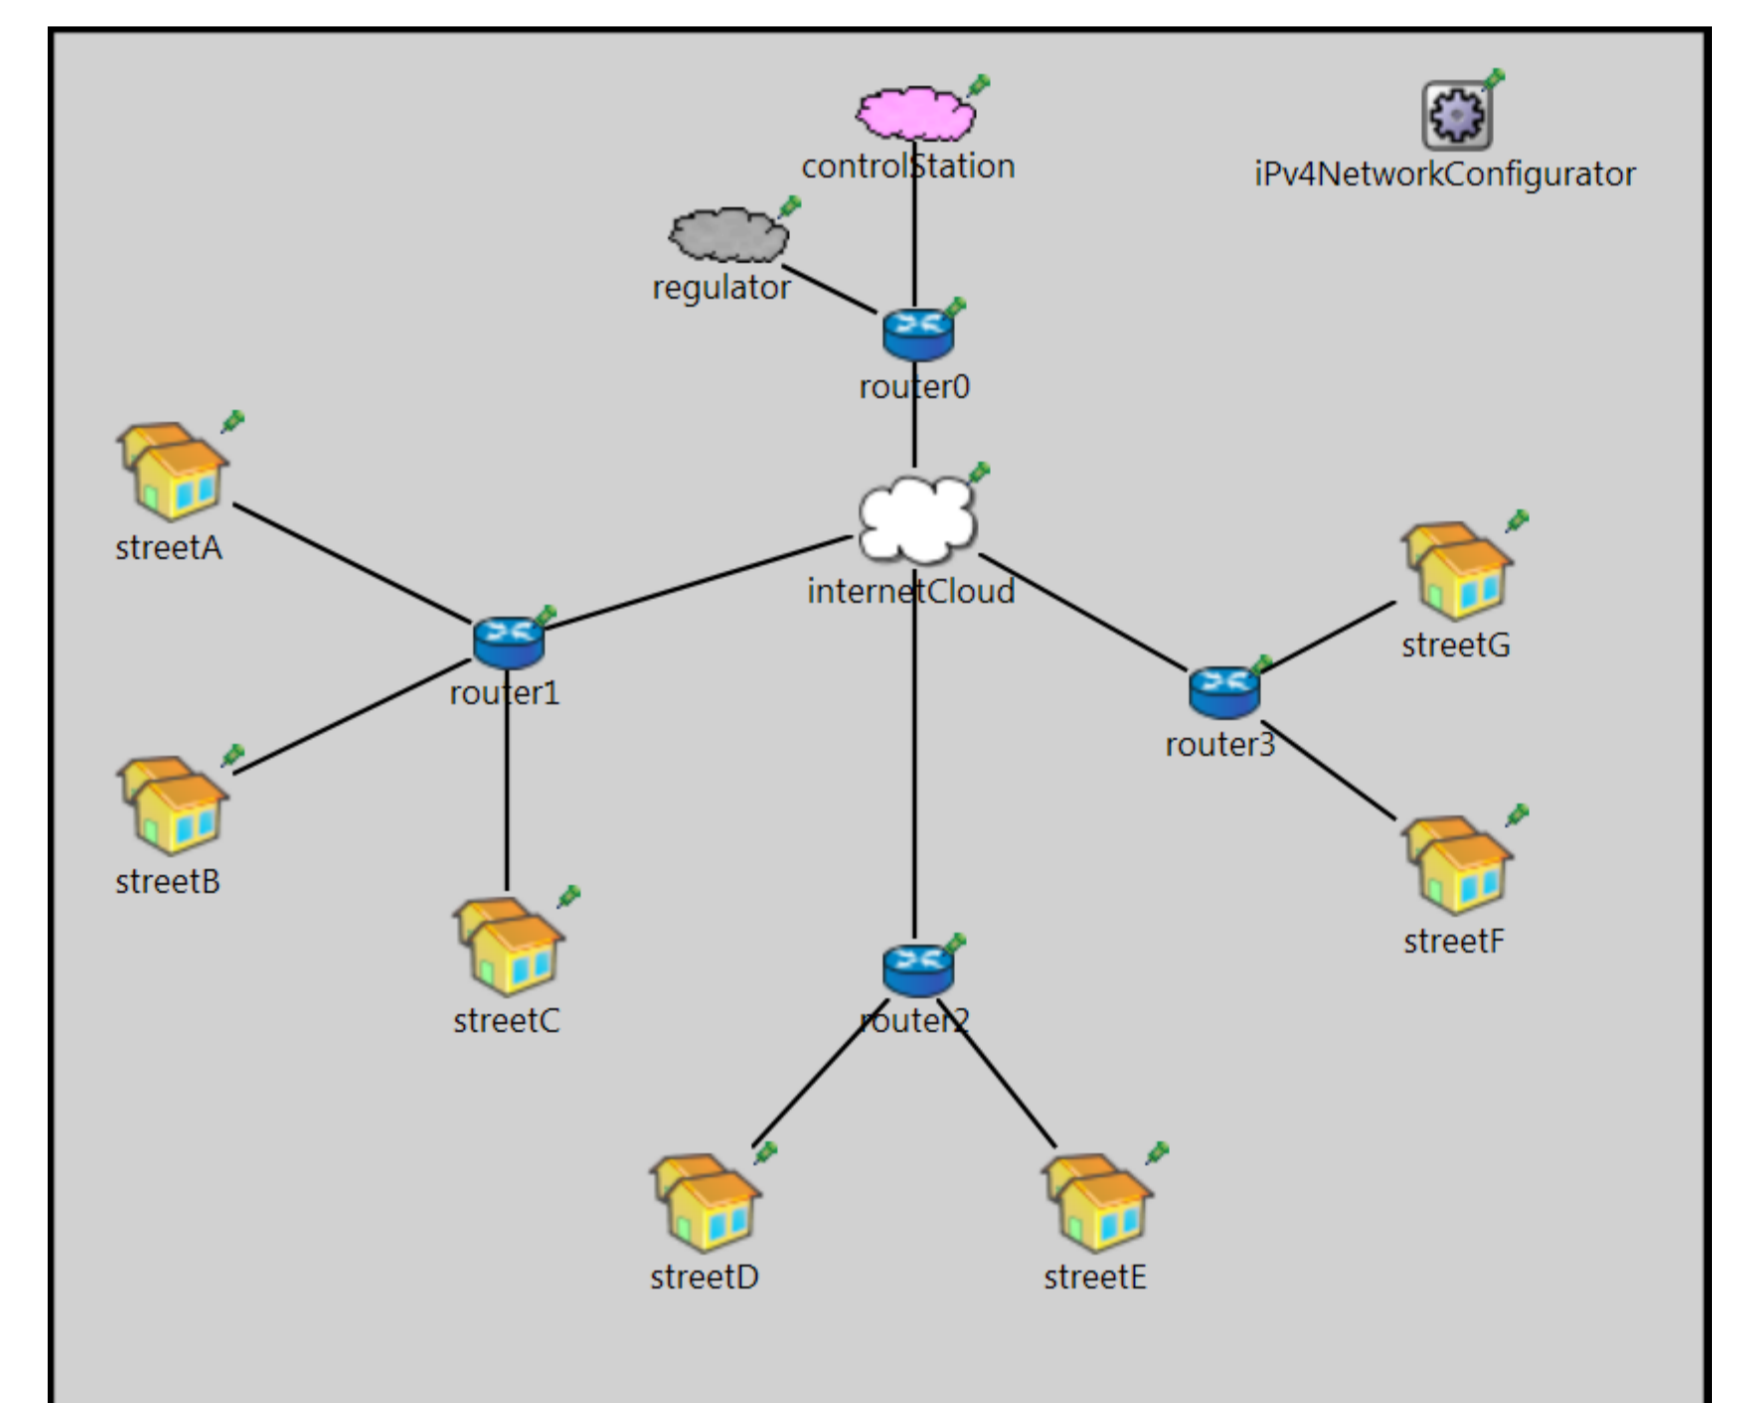 controlStation
iPv4NetworkConfigurator
regulator
router0
streetA
internetCloud
streetG
router1
router3
streetB
streetF
streetC
router2
streetD
streetE